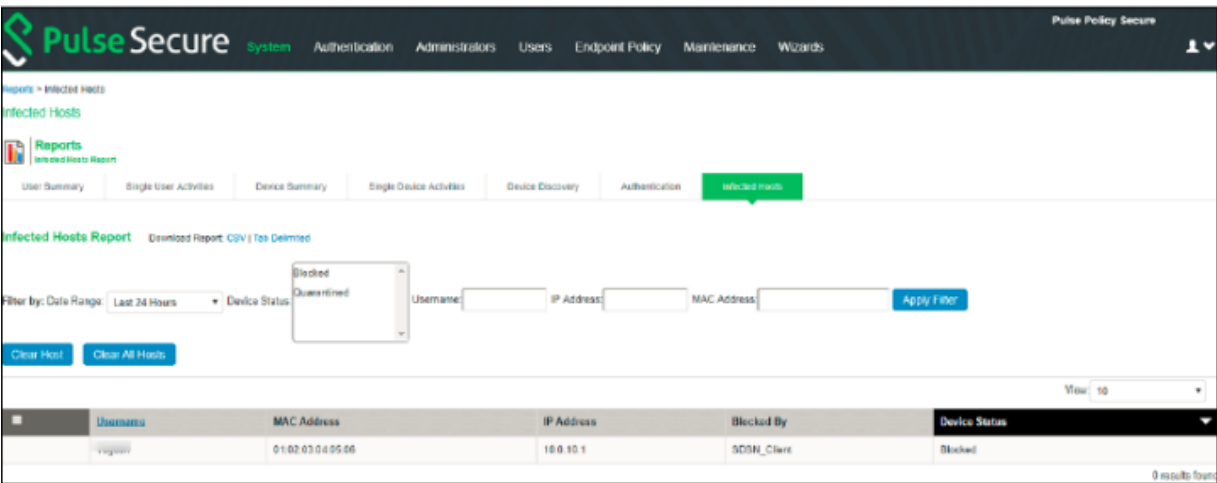 Pulse Policy Secure
Pulse Secure System Authentication Administrators Users Endpoint Policy Maintenance Wizards
Reports > Infected Hosts
Infected Hosts
Reports
Infected Hosts Report
User Summary Single User Activities Device Summary Single Device Activities Device Discovery Authentication Infected Hosts
Infected Hosts Report Download Report: CSV | Tab Delimited
Blocked
Quarantined
Filter by: Date Range: Last 24 Hours Device Status: Username: IP Address: MAC Address: Apply Filter
Clear Host Clear All Hosts
View: 10
Username MAC Address IP Address Blocked By Device Status
01:02:03:04:05:06 10.0.10.1 SDSN_Client Blocked
0 results found